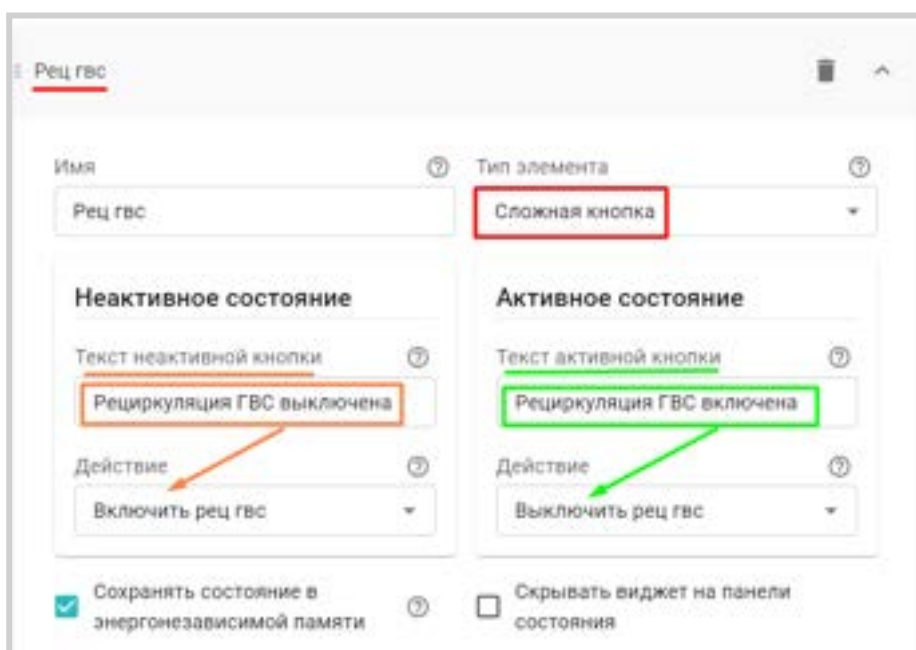 Рец гвс
Имя
Тип элемента
Рец гвс
Сложная кнопка
Неактивное состояние
Активное состояние
Текст неактивной кнопки
Текст активной кнопки
Рециркуляция ГВС выключена
Рециркуляция ГВС включена
Действие
Действие
Включить рец гвс
Выключить рец гвс
Сохранять состояние в
энергонезависимой памяти
Скрывать виджет на панели
состояния